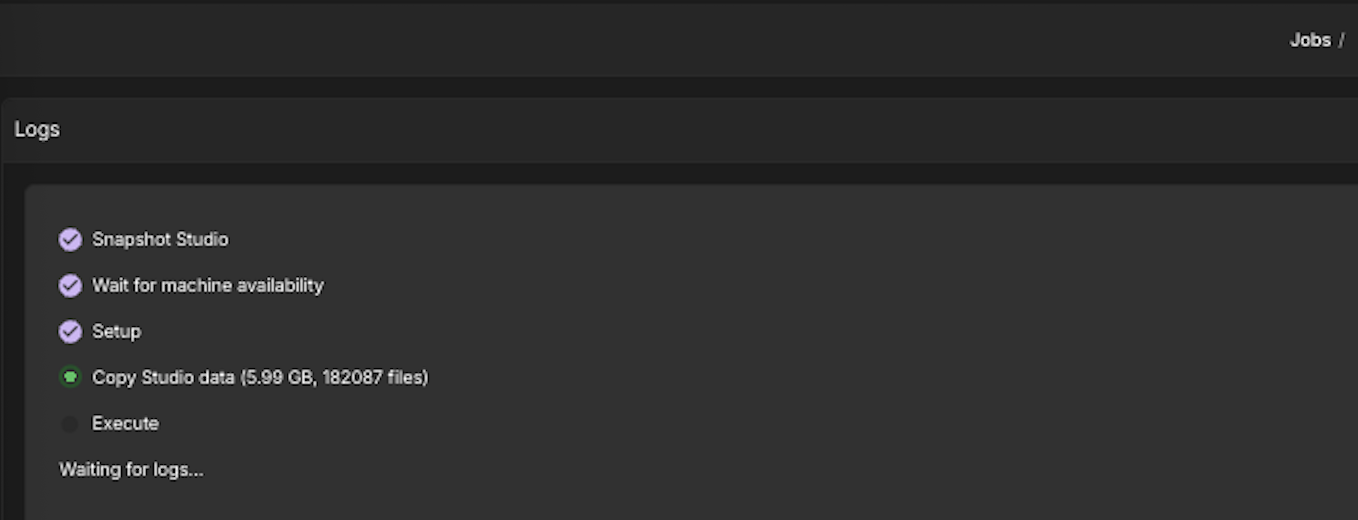 Jobs /
Logs
Snapshot Studio
Wait for machine availability
Setup
Copy Studio data (5.99 GB, 182087 files)
Execute
Waiting for logs...